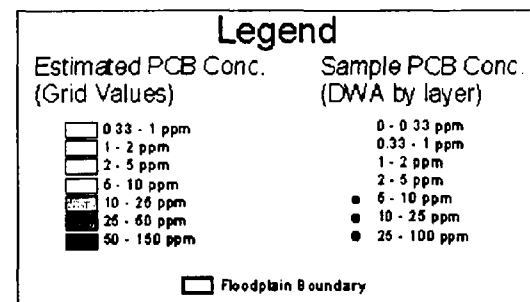 Legend
Estimated PCB Conc.
(Grid Values)
0.33 - 1 ppm
1 - 2 ppm
2 - 5 ppm
5 - 10 ppm
10 - 25 ppm
25 - 50 ppm
50 - 150 ppm
Sample PCB Conc.
(DWA by layer)
0 - 0.33 ppm
0.33 - 1 ppm
1 - 2 ppm
2 - 5 ppm
5 - 10 ppm
10 - 25 ppm
25 - 100 ppm
Floodplain Boundary